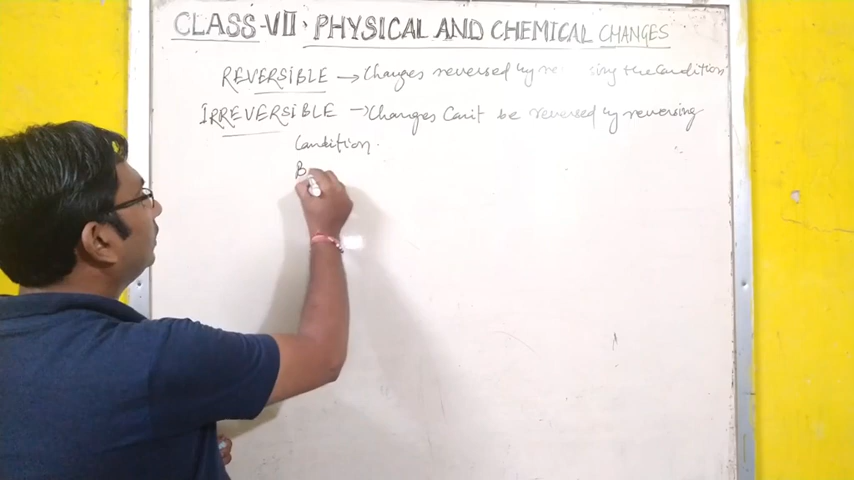 CLASS-VII. PHYSICAL AND CHEMICAL CHANGES
REVERSIBLE → Changes reversed by the Condition
IRREVERSIBLE → Changes Can't be reversed by reversing
Condition.
B